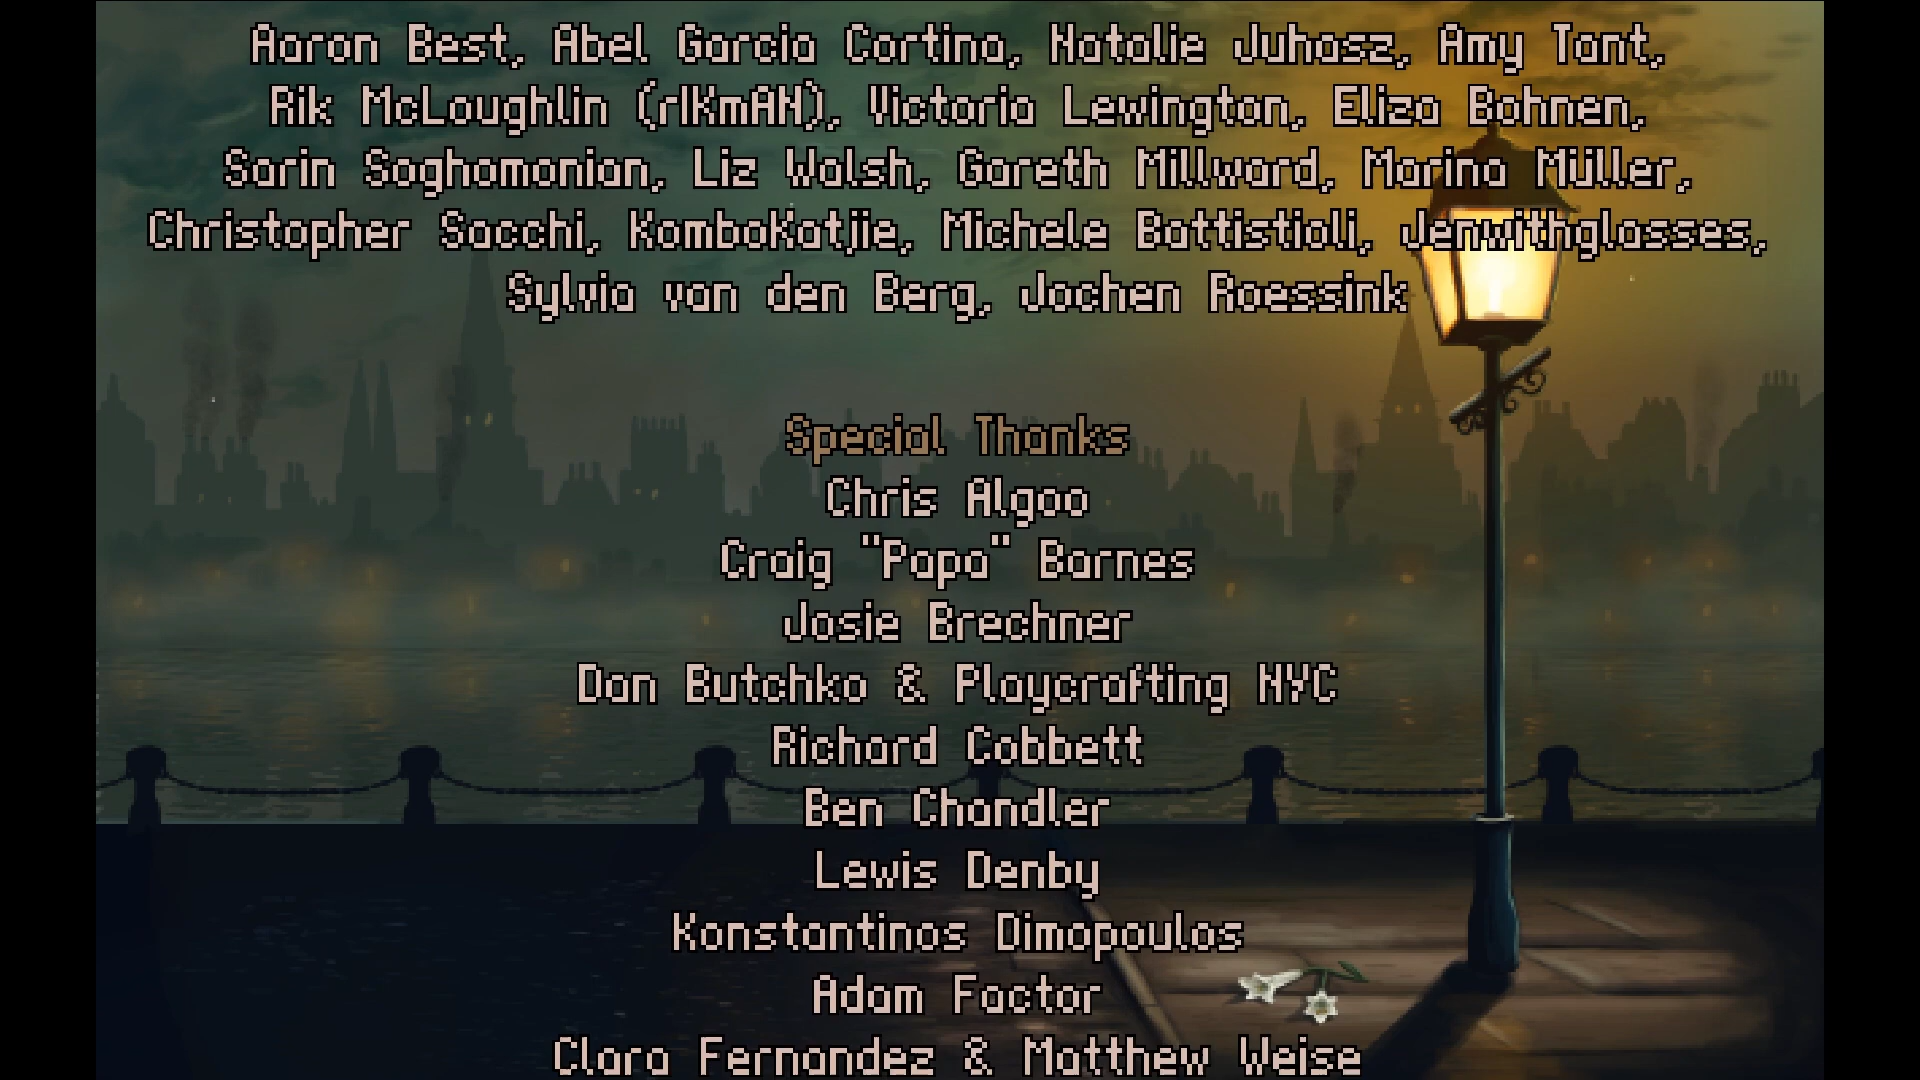 Aaron Best, Abel Garcia Cortina, Natalie Juhasz, Amy Tant,
Rik McLoughlin (rIKmAN), Victoria Lewington, Eliza Bohnen,
Sarin Soghomonian, Liz Walsh, Gareth Millward, Marina Müller,
Christopher Sacchi, KomboKatjie, Michele Battistioli, Jenwithglasses,
Sylvia van den Berg, Jochen Roessink
Special Thanks
Chris Algoo
Craig "Papa" Barnes
Josie Brechner
Dan Butchko & Playcrafting NYC
Richard Cobbett
Ben Chandler
Lewis Denby
Konstantinos Dimopoulos
Adam Factor
Clara Fernandez & Matthew Weise